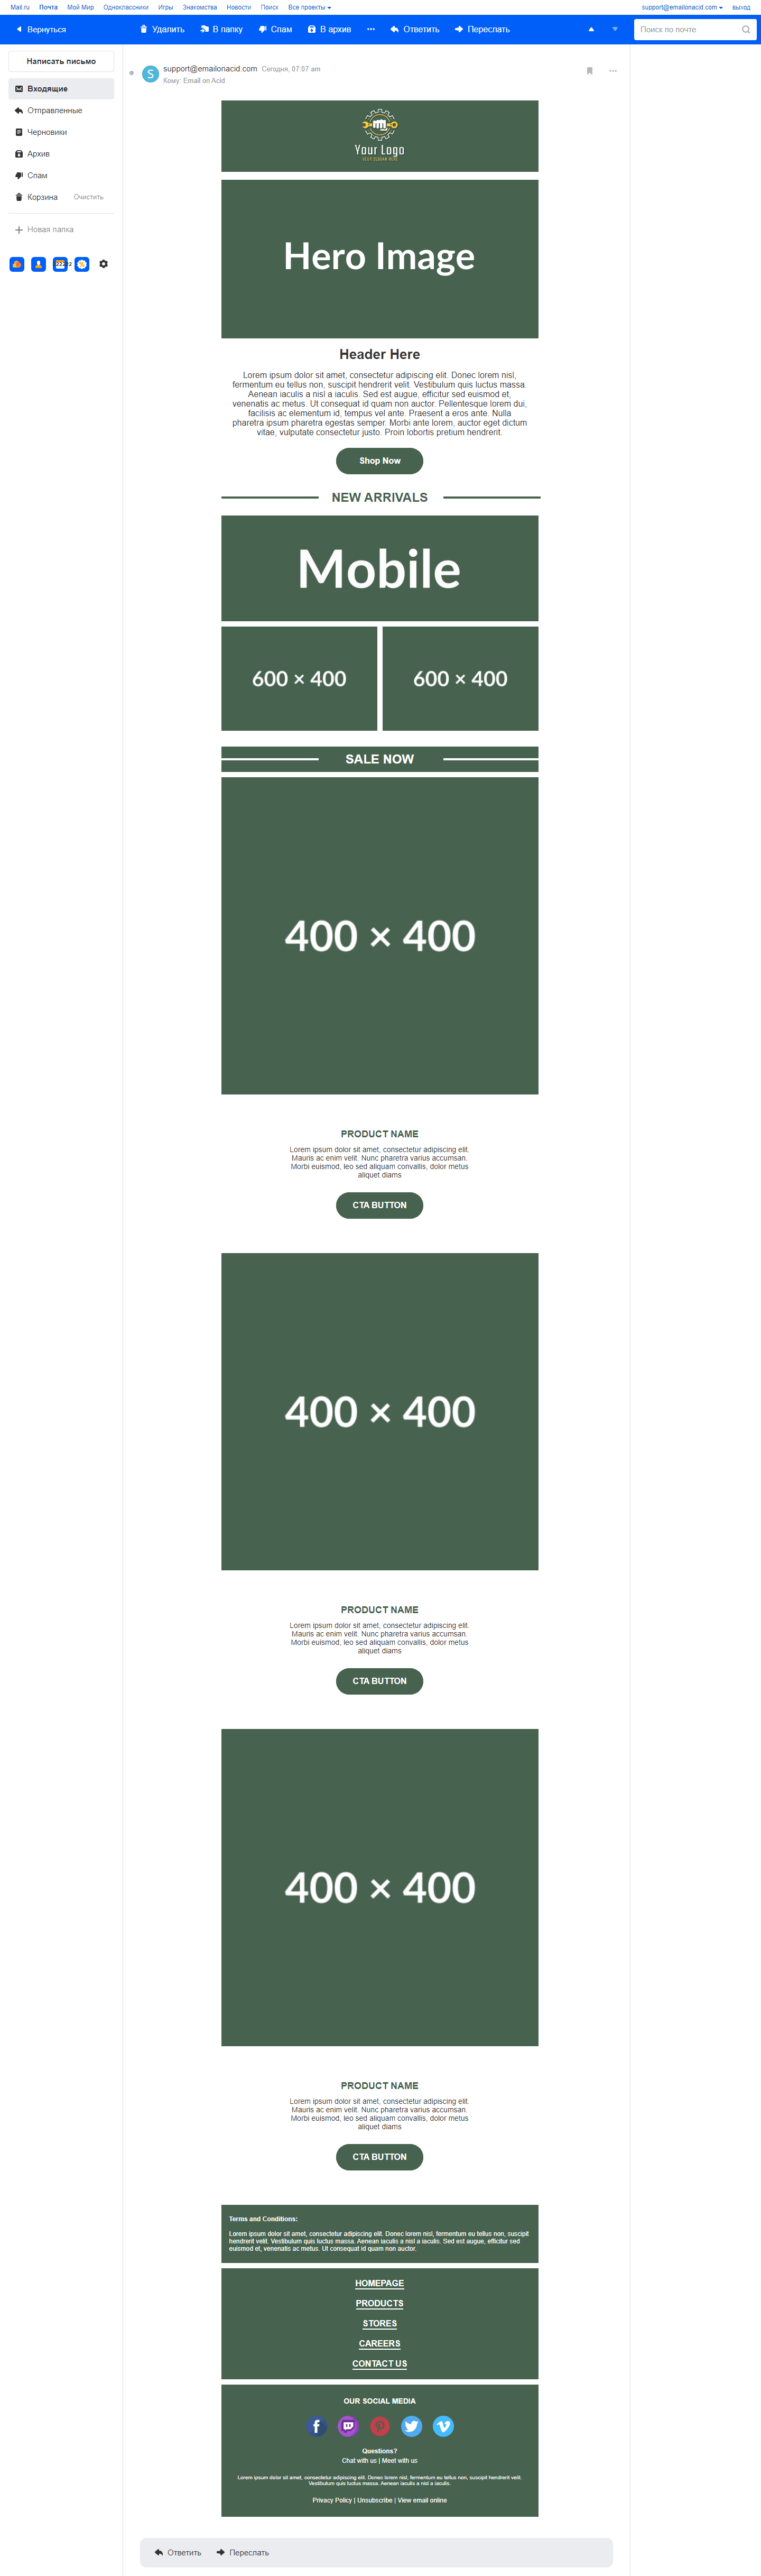 Mail.ru Почта Мой Мир Одноклассники Игры Знакомства Новости Поиск Все проекты support@emailonacid.com выход
Вернуться Удалить В папку Спам В архив Ответить Переслать Поиск по почте
Написать письмо
Входящие
Отправленные
Черновики
Архив
Спам
Корзина Очистить
Новая папка
S support@emailonacid.com Сегодня, 07:07 am
Кому: Email on Acid
Your Logo
YOUR SLOGAN HERE
Hero Image
Header Here
Lorem ipsum dolor sit amet, consectetur adipiscing elit. Donec lorem nisl,
fermentum eu tellus non, suscipit hendrerit velit. Vestibulum quis luctus massa.
Aenean iaculis a nisl a iaculis. Sed est augue, efficitur sed euismod et,
venenatis ac metus. Ut consequat id quam non auctor. Pellentesque lorem dui,
facilisis ac elementum id, tempus vel ante. Praesent a eros ante. Nulla
pharetra ipsum pharetra egestas semper. Morbi ante lorem, auctor eget dictum
vitae, vulputate consectetur justo. Proin lobortis pretium hendrerit.
Shop Now
NEW ARRIVALS
Mobile
600 × 400 600 × 400
SALE NOW
400 × 400
PRODUCT NAME
Lorem ipsum dolor sit amet, consectetur adipiscing elit.
Mauris ac enim velit. Nunc pharetra varius accumsan.
Morbi euismod, leo sed aliquam convallis, dolor metus
aliquet diams
CTA BUTTON
400 × 400
PRODUCT NAME
Lorem ipsum dolor sit amet, consectetur adipiscing elit.
Mauris ac enim velit. Nunc pharetra varius accumsan.
Morbi euismod, leo sed aliquam convallis, dolor metus
aliquet diams
CTA BUTTON
400 × 400
PRODUCT NAME
Lorem ipsum dolor sit amet, consectetur adipiscing elit.
Mauris ac enim velit. Nunc pharetra varius accumsan.
Morbi euismod, leo sed aliquam convallis, dolor metus
aliquet diams
CTA BUTTON
Terms and Conditions:
Lorem ipsum dolor sit amet, consectetur adipiscing elit. Donec lorem nisl, fermentum eu tellus non, suscipit
hendrerit velit. Vestibulum quis luctus massa. Aenean iaculis a nisl a iaculis. Sed est augue, efficitur sed
euismod et, venenatis ac metus. Ut consequat id quam non auctor.
HOMEPAGE
PRODUCTS
STORES
CAREERS
CONTACT US
OUR SOCIAL MEDIA
Questions?
Chat with us | Meet with us
Lorem ipsum dolor sit amet, consectetur adipiscing elit. Donec lorem nisl, fermentum eu tellus non, suscipit hendrerit velit.
Vestibulum quis luctus massa. Aenean iaculis a nisl a iaculis.
Privacy Policy | Unsubscribe | View email online
Ответить Переслать